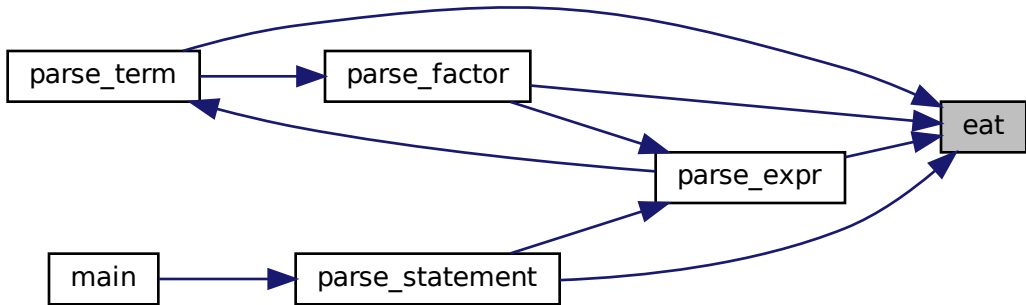 parse_term
parse_factor
eat
parse_expr
main
parse_statement